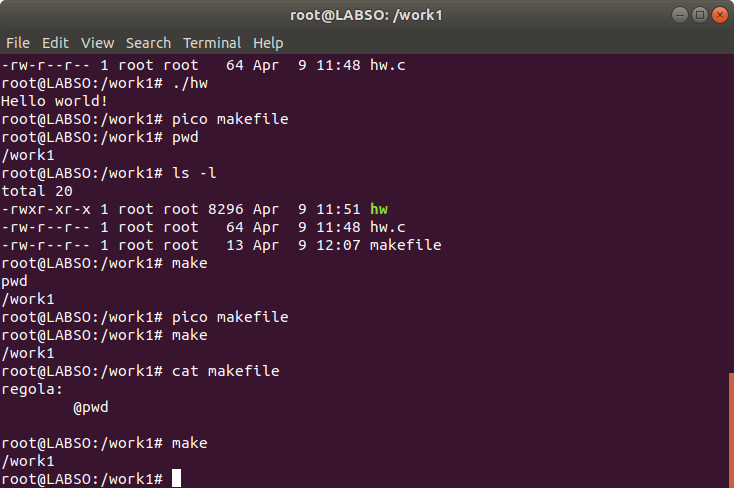 root@LABSO: /work1
File Edit View Search Terminal Help
-rw-r--r-- 1 root root   64 Apr  9 11:48 hw.c
root@LABSO:/work1# ./hw
Hello world!
root@LABSO:/work1# pico makefile
root@LABSO:/work1# pwd
/work1
root@LABSO:/work1# ls -l
total 20
-rwxr-xr-x 1 root root 8296 Apr  9 11:51 hw
-rw-r--r-- 1 root root   64 Apr  9 11:48 hw.c
-rw-r--r-- 1 root root   13 Apr  9 12:07 makefile
root@LABSO:/work1# make
pwd
/work1
root@LABSO:/work1# pico makefile
root@LABSO:/work1# make
/work1
root@LABSO:/work1# cat makefile
regola:
        @pwd
root@LABSO:/work1# make
/work1
root@LABSO:/work1#